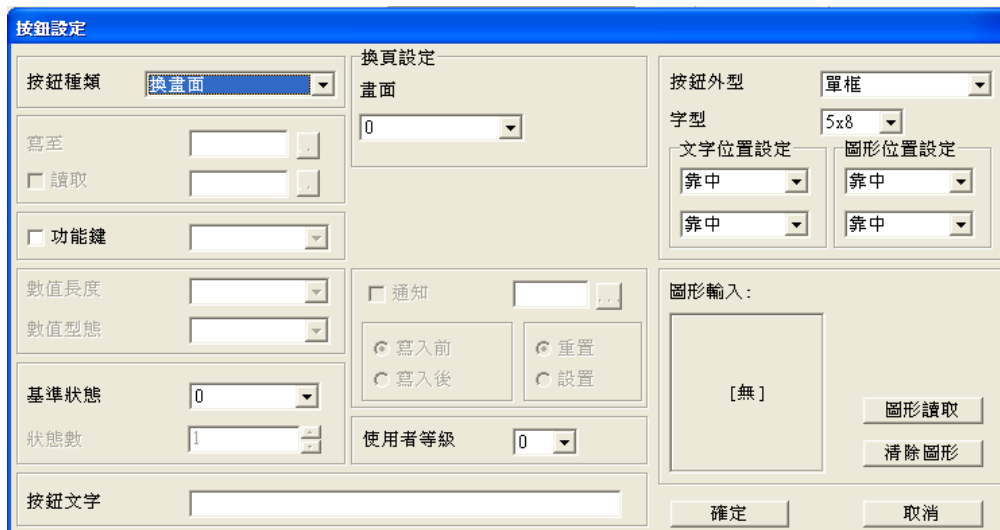 按鈕設定
按鈕種類 換畫面
寫至
讀取
功能鍵
數值長度
數值型態
基準狀態 0
狀態數 1
按鈕文字
換頁設定
畫面
0
通知 ...
寫入前 重置
寫入後 設置
使用者等級 0
按鈕外型 單框
字型 5x8
文字位置設定 圖形位置設定
靠中 靠中
靠中 靠中
圖形輸入:
[無]
圖形讀取
清除圖形
確定 取消